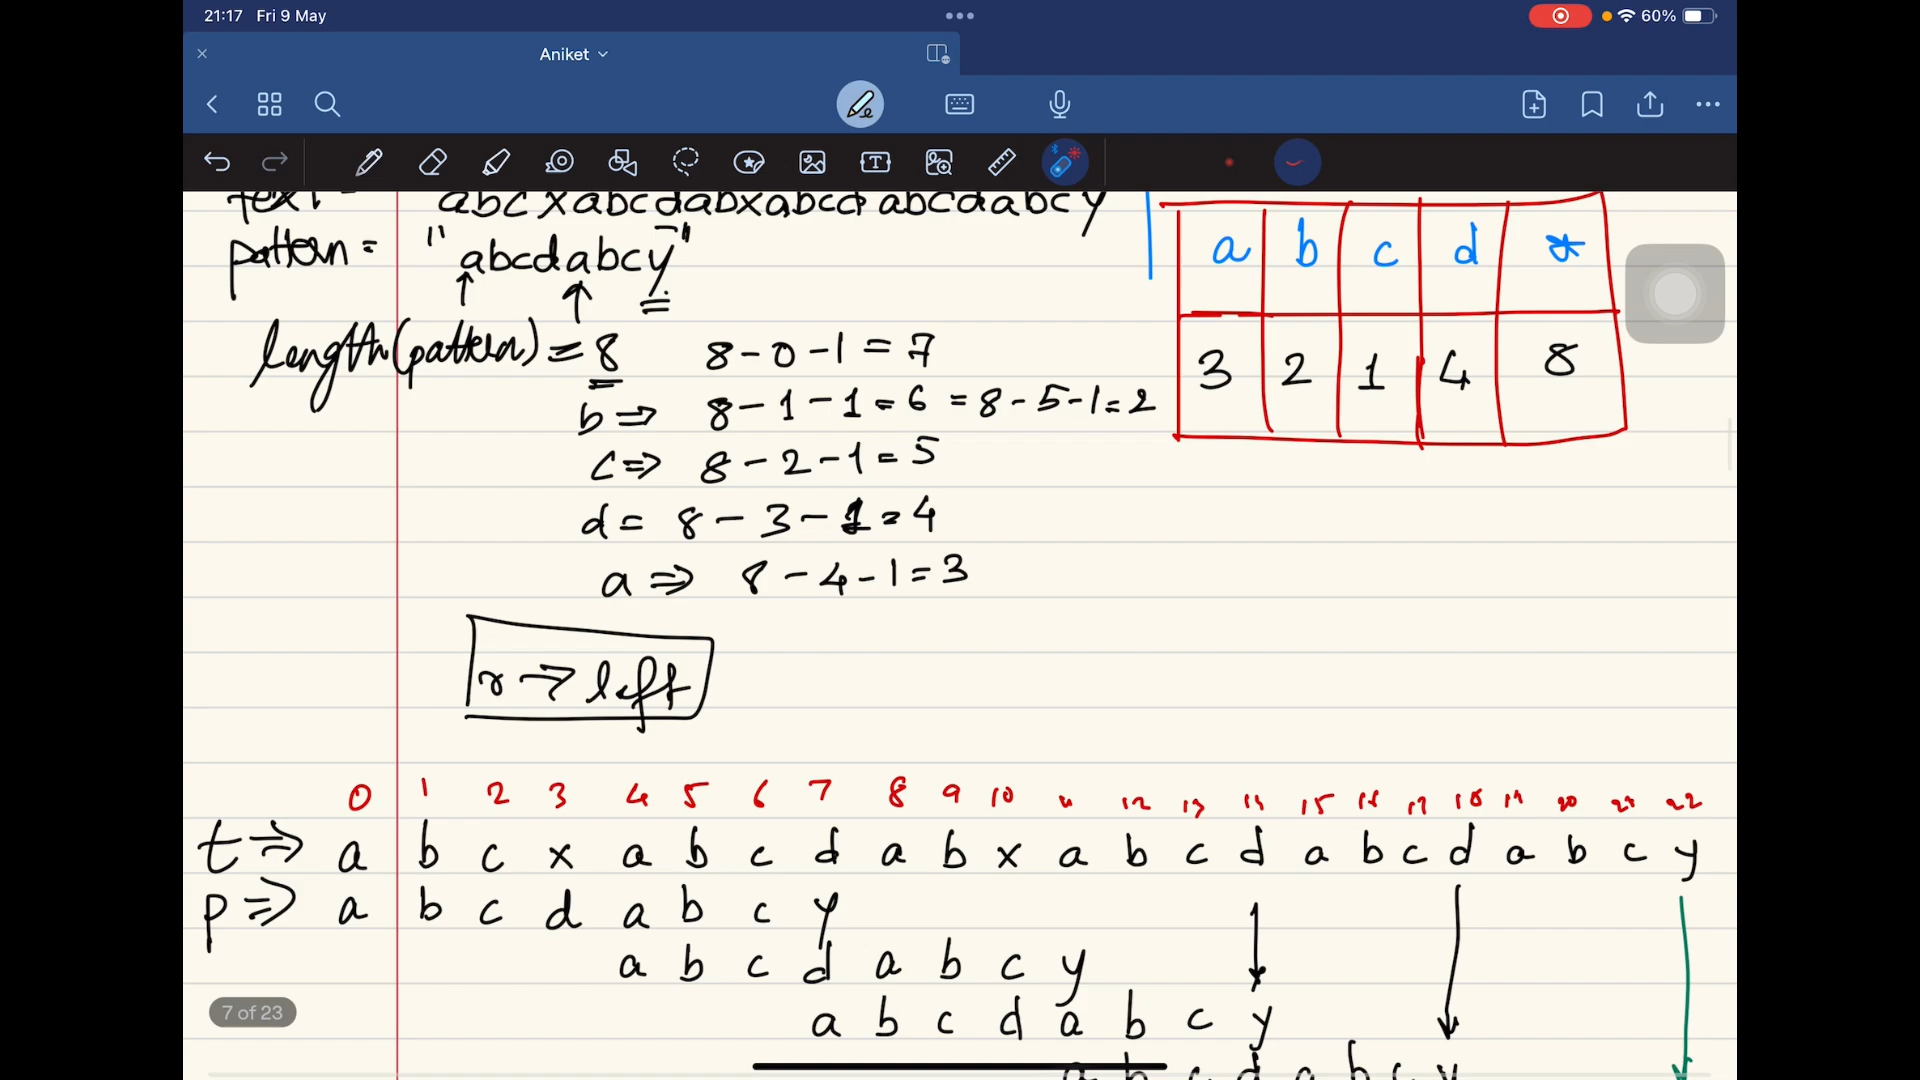 21:17 Fri 9 May
60%
Aniket
text = abcxabcdabxabcdabcdabcy
pattern = "abcdabcy"
a b c d *
3 2 1 4 8
length(pattern) = 8 8-0-1=7
b => 8-1-1=6 = 8-5-1=2
c => 8-2-1=5
d = 8-3-1=4
a => 8-4-1=3
r → left
0 1 2 3 4 5 6 7 8 9 10 11 12 13 14 15 16 17 18 19 20 21 22
t => a b c x a b c d a b x a b c d a b c d a b c y
p => a b c d a b c y
a b c d a b c y
a b c d a b c y
a b c d a b c y
7 of 23